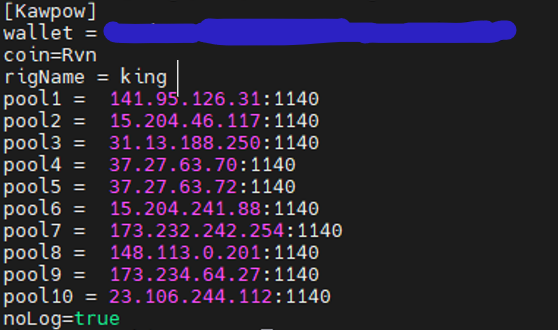 [Kawpow]
wallet =
coin=Rvn
rigName = king
pool1 =  141.95.126.31:1140
pool2 =  15.204.46.117:1140
pool3 =  31.13.188.250:1140
pool4 =  37.27.63.70:1140
pool5 =  37.27.63.72:1140
pool6 =  15.204.241.88:1140
pool7 =  173.232.242.254:1140
pool8 =  148.113.0.201:1140
pool9 =  173.234.64.27:1140
pool10 = 23.106.244.112:1140
noLog=true